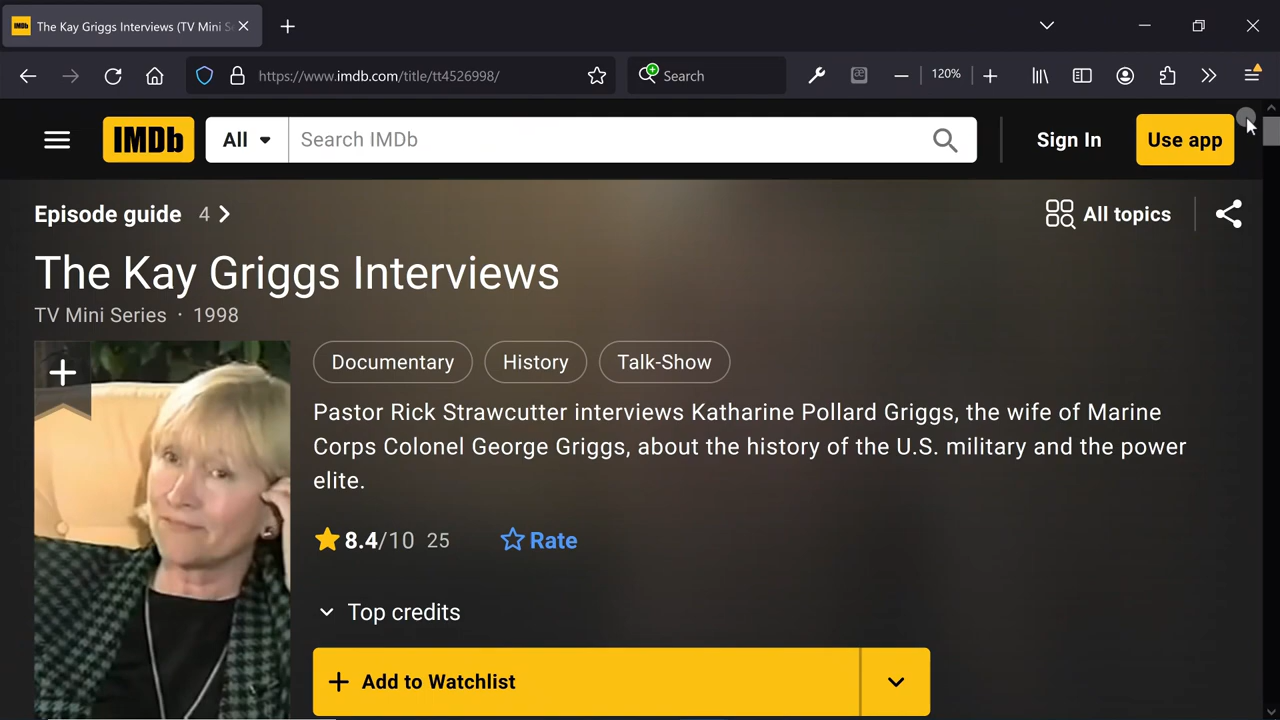 IMDb
The Kay Griggs Interviews (TV Mini S
https://www.imdb.com/title/tt4526998/
Search
120%
IMDb
All
Search IMDb
Sign In
Use app
Episode guide 4
All topics
The Kay Griggs Interviews
TV Mini Series · 1998
Documentary
History
Talk-Show
Pastor Rick Strawcutter interviews Katharine Pollard Griggs, the wife of Marine
Corps Colonel George Griggs, about the history of the U.S. military and the power
elite.
8.4/10 25
Rate
Top credits
Add to Watchlist